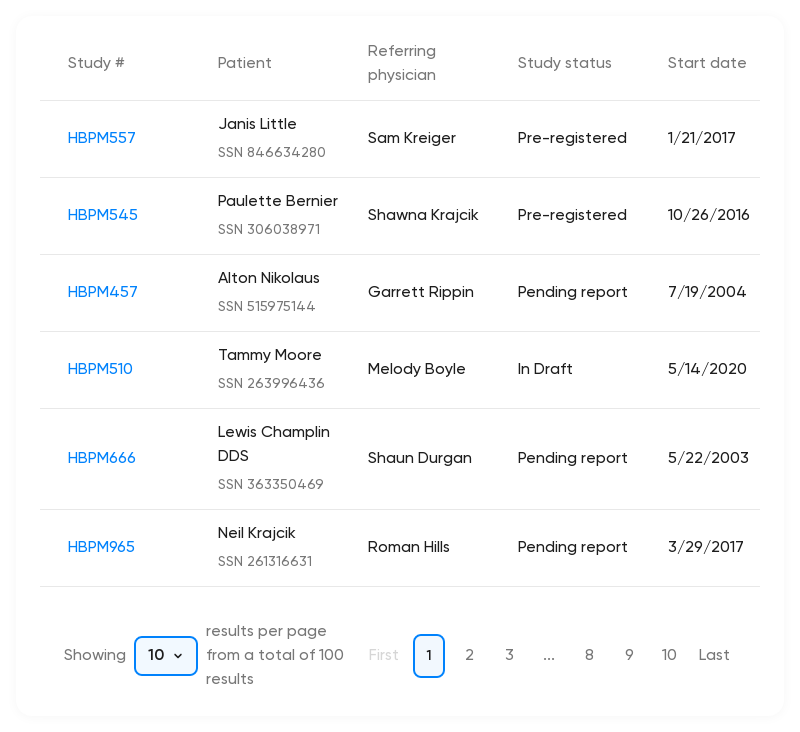 Study #
Patient
Referring
physician
Study status
Start date
HBPM557
Janis Little
SSN 846634280
Sam Kreiger
Pre-registered
1/21/2017
HBPM545
Paulette Bernier
SSN 306038971
Shawna Krajcik
Pre-registered
10/26/2016
HBPM457
Alton Nikolaus
SSN 515975144
Garrett Rippin
Pending report
7/19/2004
HBPM510
Tammy Moore
SSN 263996436
Melody Boyle
In Draft
5/14/2020
HBPM666
Lewis Champlin
DDS
SSN 363350469
Shaun Durgan
Pending report
5/22/2003
HBPM965
Neil Krajcik
SSN 261316631
Roman Hills
Pending report
3/29/2017
Showing
10
results per page
from a total of 100
results
First
1
2
3
...
8
9
10
Last